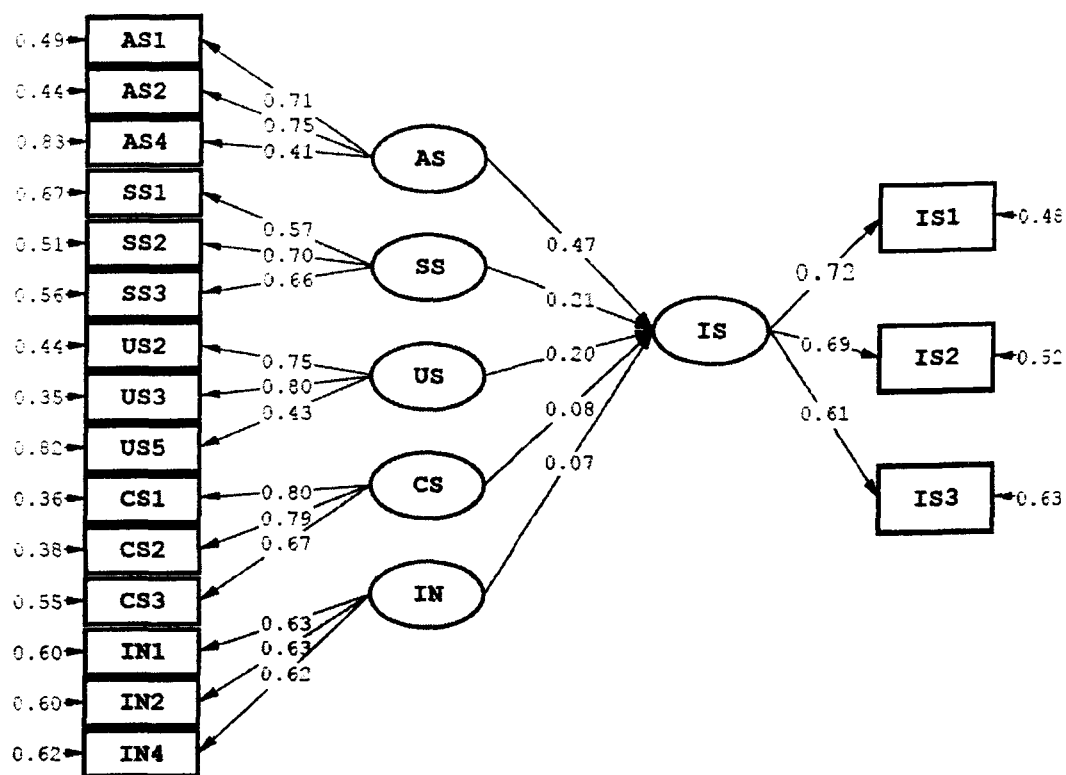 0.49 AS1
0.44 AS2
0.83 AS4
0.67 SS1
0.51 SS2
0.56 SS3
0.44 US2
0.35 US3
0.82 US5
0.36 CS1
0.38 CS2
0.55 CS3
0.60 IN1
0.60 IN2
0.62 IN4
0.71
0.75
0.41
0.57
0.70
0.66
0.75
0.80
0.43
0.80
0.79
0.67
0.63
0.63
0.62
AS
SS
US
CS
IN
0.47
0.21
0.20
0.08
0.07
IS
0.72
0.69
0.61
IS1 0.48
IS2 0.52
IS3 0.63